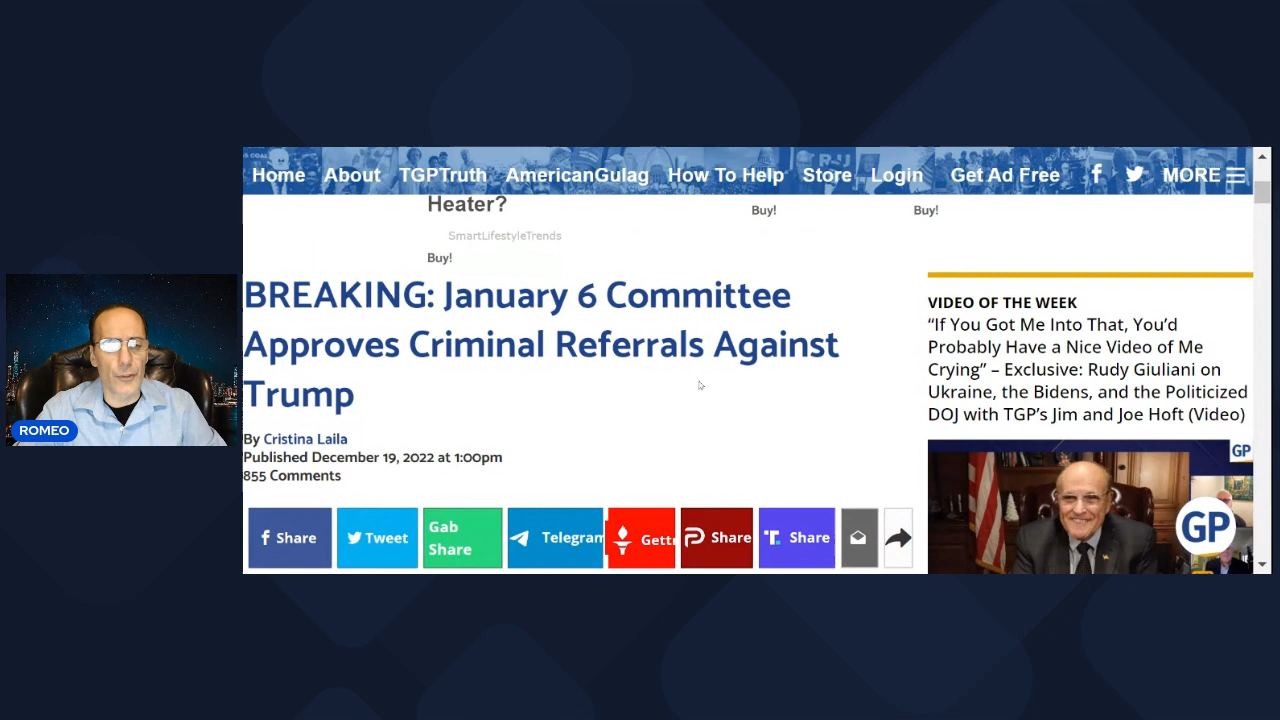 Home About TGPTruth AmericanGulag How To Help Store Login Get Ad Free MORE
Heater?
SmartLifestyleTrends
Buy!
Buy!
Buy!
BREAKING: January 6 Committee
Approves Criminal Referrals Against
Trump
By Cristina Laila
Published December 19, 2022 at 1:00pm
855 Comments
Share
Tweet
Gab
Share
Telegram
Gettr
Share
Share
VIDEO OF THE WEEK
“If You Got Me Into That, You’d
Probably Have a Nice Video of Me
Crying” – Exclusive: Rudy Giuliani on
Ukraine, the Bidens, and the Politicized
DOJ with TGP’s Jim and Joe Hoft (Video)
GP
GP
ROMEO